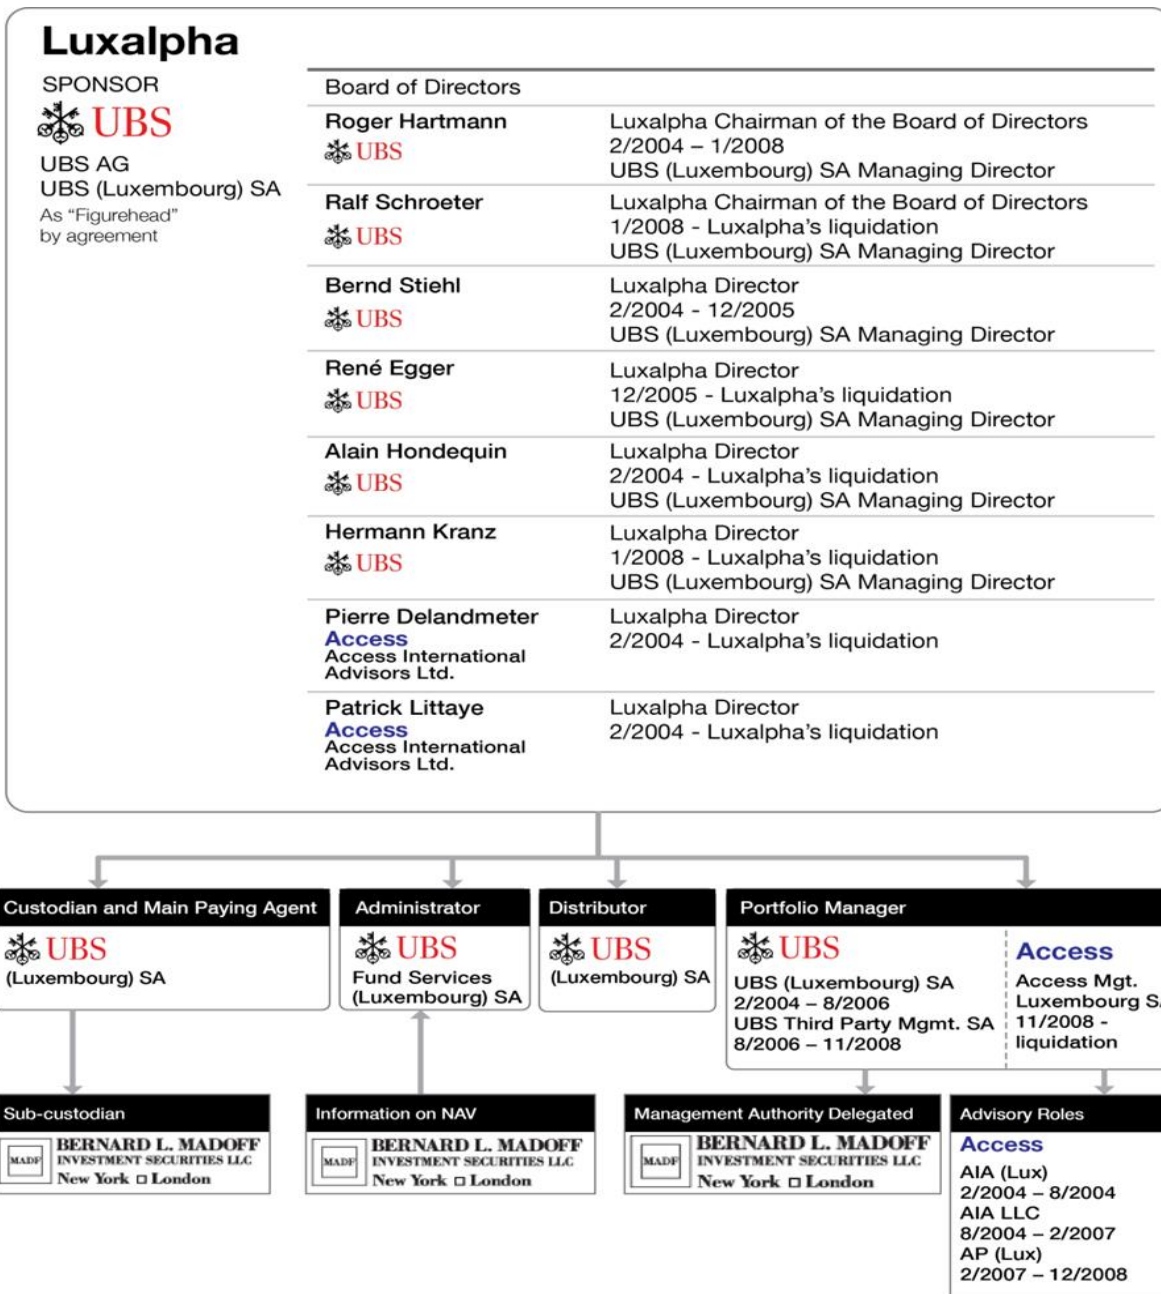 Luxalpha
SPONSOR
UBS
UBS AG
UBS (Luxembourg) SA
As "Figurehead"
by agreement
Board of Directors
Roger Hartmann
UBS
Luxalpha Chairman of the Board of Directors
2/2004 – 1/2008
UBS (Luxembourg) SA Managing Director
Ralf Schroeter
UBS
Luxalpha Chairman of the Board of Directors
1/2008 - Luxalpha's liquidation
UBS (Luxembourg) SA Managing Director
Bernd Stiehl
UBS
Luxalpha Director
2/2004 - 12/2005
UBS (Luxembourg) SA Managing Director
René Egger
UBS
Luxalpha Director
12/2005 - Luxalpha's liquidation
UBS (Luxembourg) SA Managing Director
Alain Hondequin
UBS
Luxalpha Director
2/2004 - Luxalpha's liquidation
UBS (Luxembourg) SA Managing Director
Hermann Kranz
UBS
Luxalpha Director
1/2008 - Luxalpha's liquidation
UBS (Luxembourg) SA Managing Director
Pierre Delandmeter
Access
Access International
Advisors Ltd.
Luxalpha Director
2/2004 - Luxalpha's liquidation
Patrick Littaye
Access
Access International
Advisors Ltd.
Luxalpha Director
2/2004 - Luxalpha's liquidation
Custodian and Main Paying Agent
UBS
(Luxembourg) SA
Administrator
UBS
Fund Services
(Luxembourg) SA
Distributor
UBS
(Luxembourg) SA
Portfolio Manager
UBS
UBS (Luxembourg) SA
2/2004 – 8/2006
UBS Third Party Mgmt. SA
8/2006 – 11/2008
Access
Access Mgt.
Luxembourg SA
11/2008 -
liquidation
Sub-custodian
MADF
BERNARD L. MADOFF
INVESTMENT SECURITIES LLC
New York □ London
Information on NAV
MADF
BERNARD L. MADOFF
INVESTMENT SECURITIES LLC
New York □ London
Management Authority Delegated
MADF
BERNARD L. MADOFF
INVESTMENT SECURITIES LLC
New York □ London
Advisory Roles
Access
AIA (Lux)
2/2004 – 8/2004
AIA LLC
8/2004 – 2/2007
AP (Lux)
2/2007 – 12/2008